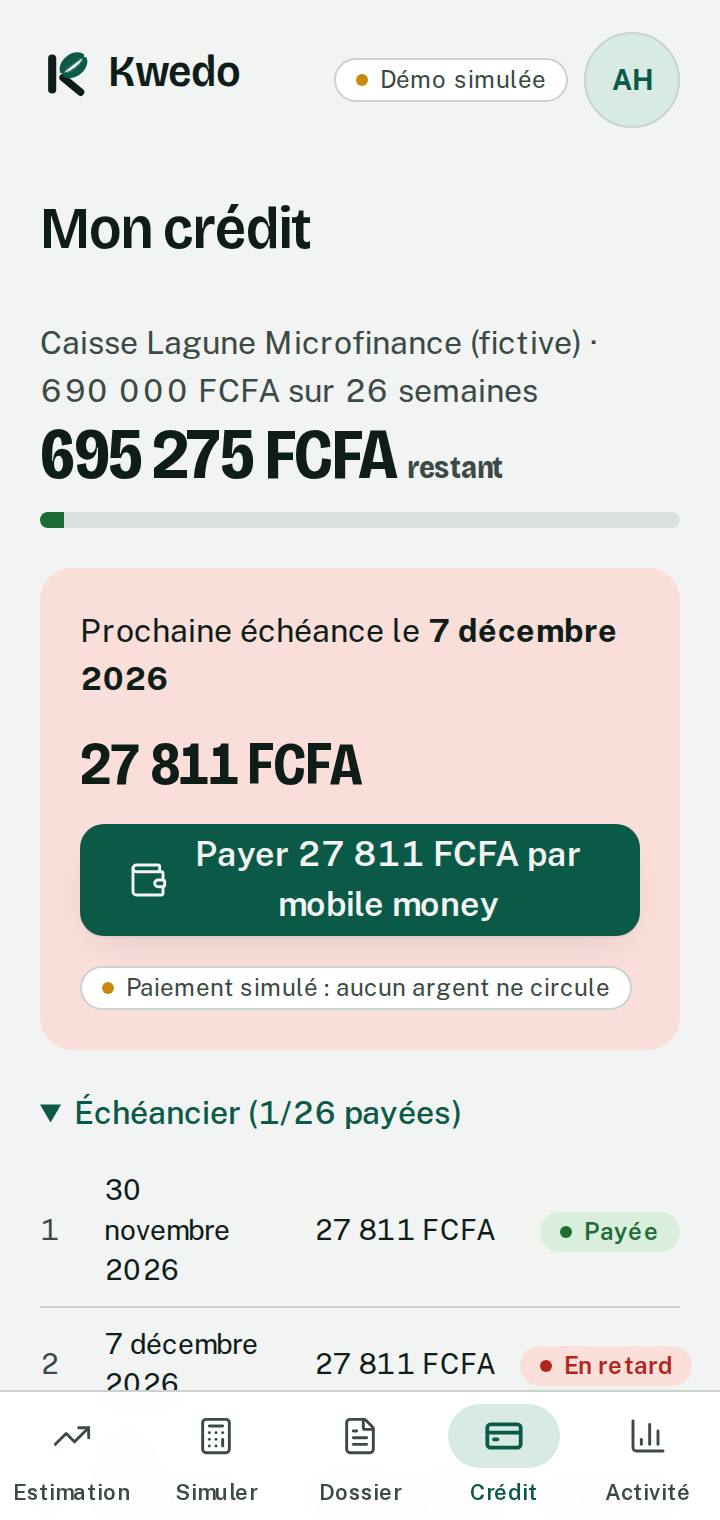 Kwedo
Démo simulée
AH
Mon crédit
Caisse Lagune Microfinance (fictive) ·
690 000 FCFA sur 26 semaines
695 275 FCFA restant
Prochaine échéance le 7 décembre
2026
27 811 FCFA
Payer 27 811 FCFA par
mobile money
Paiement simulé : aucun argent ne circule
Échéancier (1/26 payées)
30
novembre
2026
1
27 811 FCFA
Payée
7 décembre
2026
2
27 811 FCFA
En retard
Estimation
Simuler
Dossier
Crédit
Activité